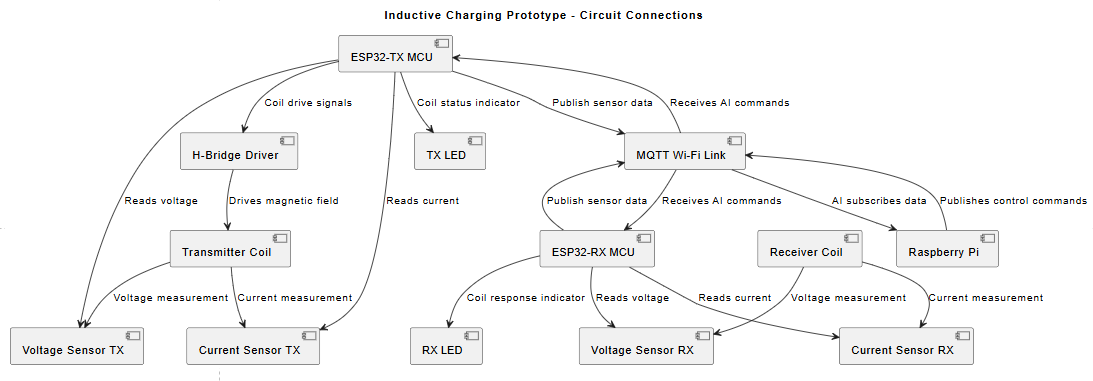 Inductive Charging Prototype - Circuit Connections
ESP32-TX MCU
Coil drive signals
Coil status indicator
Publish sensor data
Receives AI commands
H-Bridge Driver
TX LED
MQTT Wi-Fi Link
Reads voltage
Drives magnetic field
Reads current
Publish sensor data
Receives AI commands
AI subscribes data
Publishes control commands
Transmitter Coil
ESP32-RX MCU
Receiver Coil
Raspberry Pi
Voltage measurement
Current measurement
Coil response indicator
Reads voltage
Reads current
Voltage measurement
Current measurement
Voltage Sensor TX
Current Sensor TX
RX LED
Voltage Sensor RX
Current Sensor RX